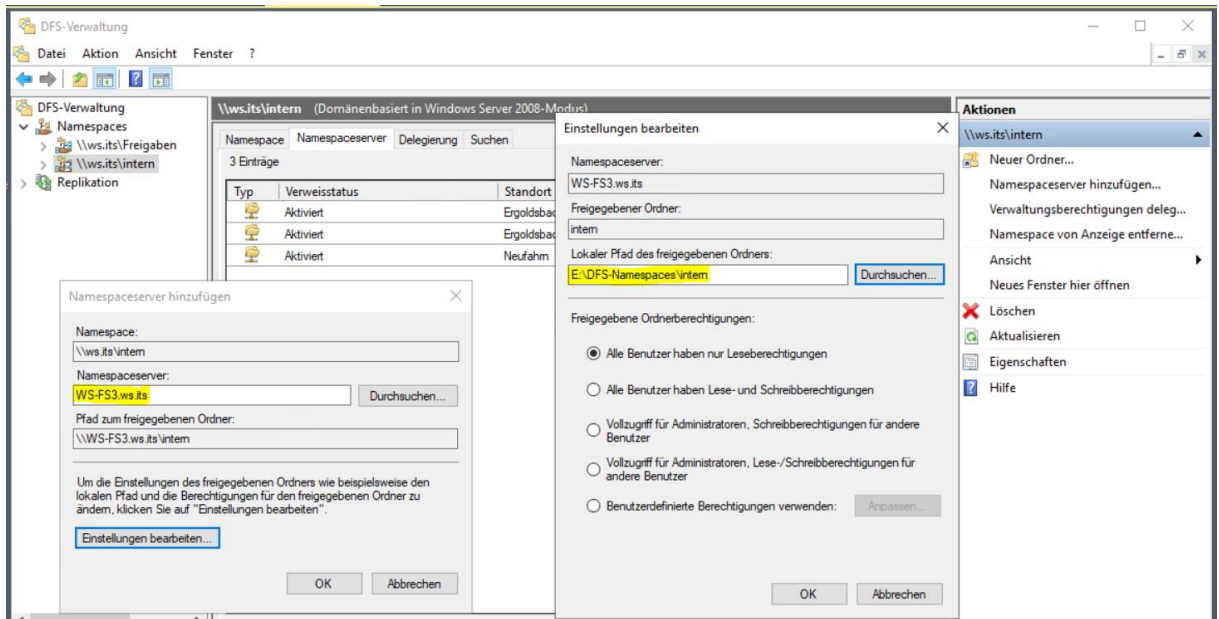 DFS-Verwaltung
Datei Aktion Ansicht Fenster ?
DFS-Verwaltung
Namespaces
\\ws.its\Freigaben
\\ws.its\intern
Replikation
\\ws.its\intern (Domänenbasiert in Windows Server 2008-Modus)
Namespace Namespaceserver Delegierung Suchen
3 Einträge
Typ Verweisstatus Standort
Aktiviert Ergoldsbac
Aktiviert Ergoldsbac
Aktiviert Neufahrn
Namespaceserver hinzufügen
Namespace:
\\ws.its\intern
Namespaceserver:
WS-FS3.ws.its
Durchsuchen...
Pfad zum freigegebenen Ordner:
\\WS-FS3.ws.its\intern
Um die Einstellungen des freigegebenen Ordners wie beispielsweise den
lokalen Pfad und die Berechtigungen für den freigegebenen Ordner zu
ändern, klicken Sie auf "Einstellungen bearbeiten".
Einstellungen bearbeiten...
OK Abbrechen
Einstellungen bearbeiten
Namespaceserver:
WS-FS3.ws.its
Freigegebener Ordner:
intern
Lokaler Pfad des freigegebenen Ordners:
E:\DFS-Namespaces\intern
Durchsuchen...
Freigegebene Ordnerberechtigungen:
Alle Benutzer haben nur Leseberechtigungen
Alle Benutzer haben Lese- und Schreibberechtigungen
Vollzugriff für Administratoren, Schreibberechtigungen für andere
Benutzer
Vollzugriff für Administratoren, Lese-/Schreibberechtigungen für
andere Benutzer
Benutzerdefinierte Berechtigungen verwenden:
Anpassen...
OK Abbrechen
Aktionen
\\ws.its\intern
Neuer Ordner...
Namespaceserver hinzufügen...
Verwaltungsberechtigungen deleg...
Namespace von Anzeige entferne...
Ansicht
Neues Fenster hier öffnen
Löschen
Aktualisieren
Eigenschaften
Hilfe